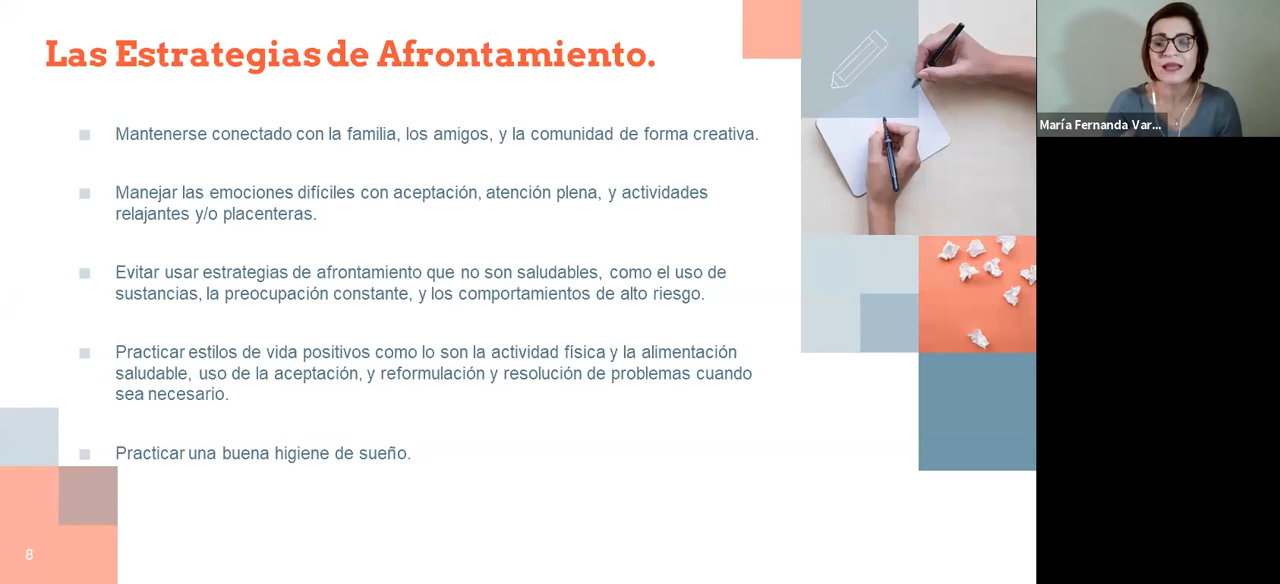 Las Estrategias de Afrontamiento.
Mantenerse conectado con la familia, los amigos, y la comunidad de forma creativa.
Manejar las emociones difíciles con aceptación, atención plena, y actividades
relajantes y/o placenteras.
Evitar usar estrategias de afrontamiento que no son saludables, como el uso de
sustancias, la preocupación constante, y los comportamientos de alto riesgo.
Practicar estilos de vida positivos como lo son la actividad física y la alimentación
saludable, uso de la aceptación, y reformulación y resolución de problemas cuando
sea necesario.
Practicar una buena higiene de sueño.
8
María Fernanda Var...